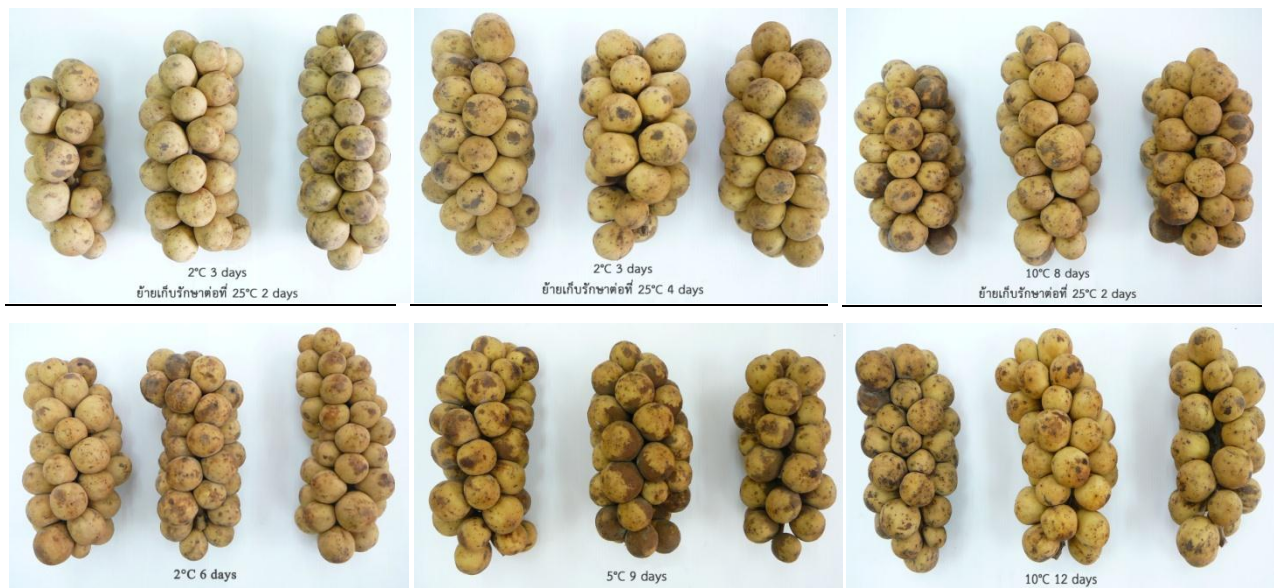 2°C 3 days
ย้ายเก็บรักษาต่อที่ 25°C 2 days
2°C 3 days
ย้ายเก็บรักษาต่อที่ 25°C 4 days
10°C 8 days
ย้ายเก็บรักษาต่อที่ 25°C 2 days
2°C 6 days
5°C 9 days
10°C 12 days